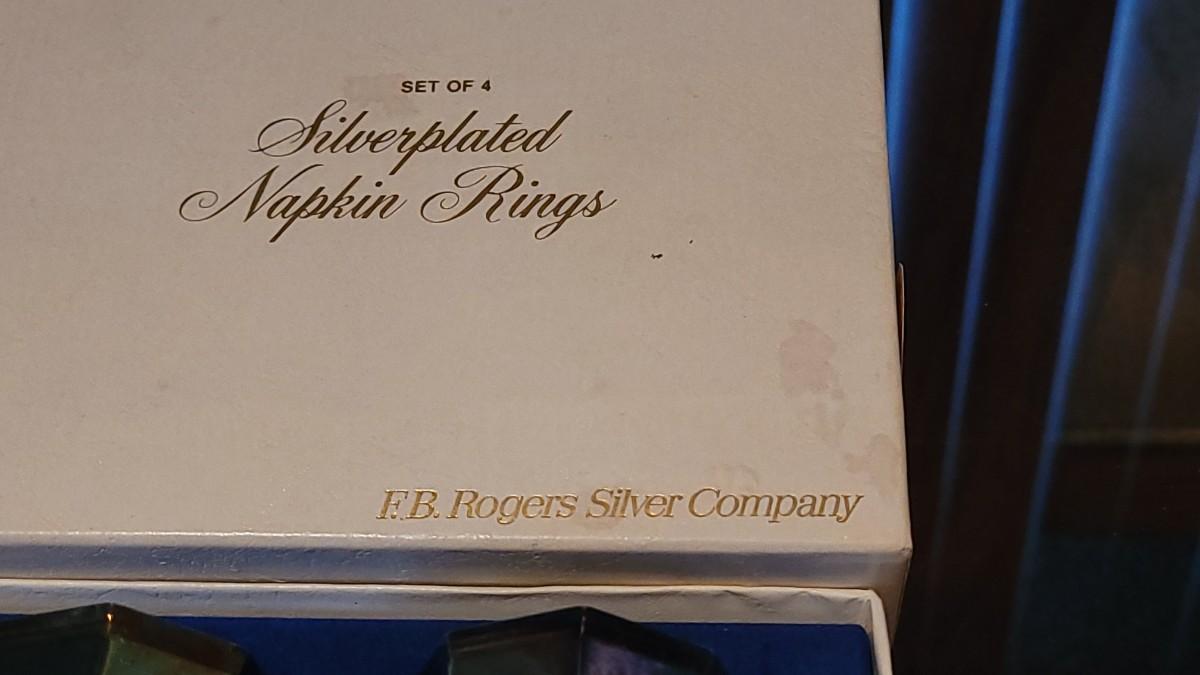 SET OF 4
Silverplated
Napkin Rings
F.B. Rogers Silver Company